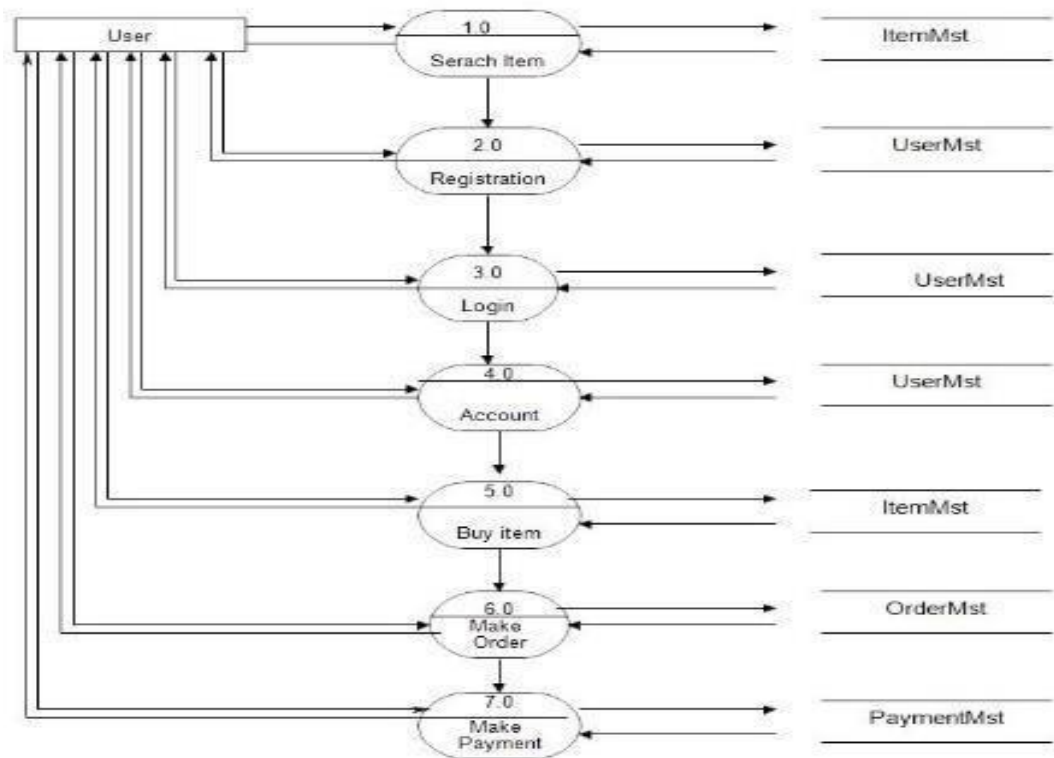 User
1.0
Serach Item
ItemMst
2.0
Registration
UserMst
3.0
Login
UserMst
4.0
Account
UserMst
5.0
Buy item
ItemMst
6.0
Make
Order
OrderMst
7.0
Make
Payment
PaymentMst